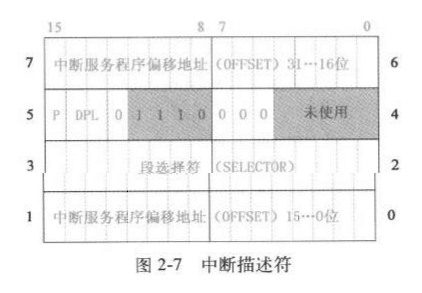 15 8 7 0
7 中断服务程序偏移地址(OFFSET)31…16位 6
5 P DPL 0 1 1 1 0 0 0 0 未使用 4
3 段选择符(SELECTOR) 2
1 中断服务程序偏移地址(OFFSET)15…0位 0
图 2-7 中断描述符